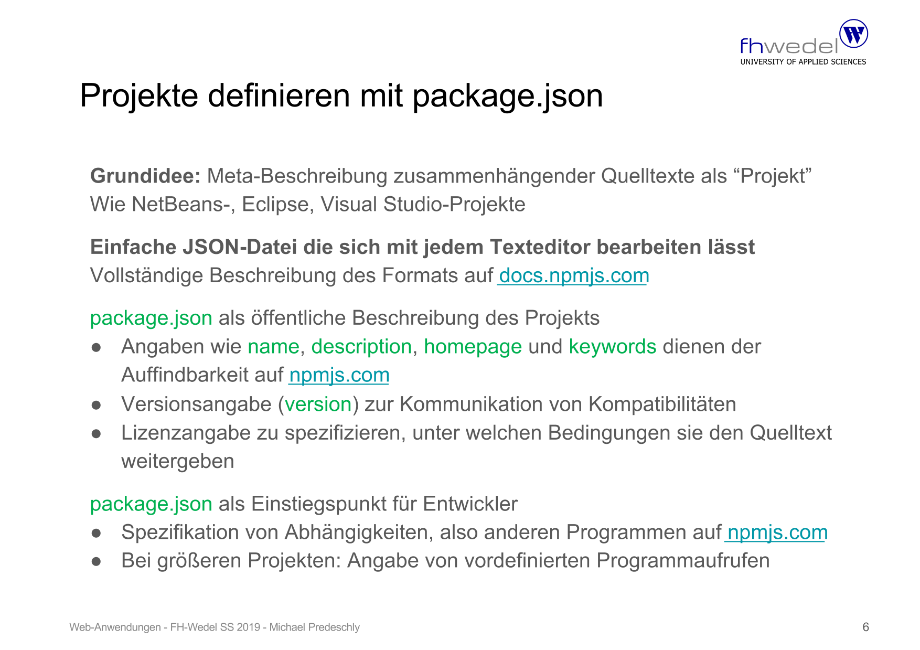 fhwedel
W
UNIVERSITY OF APPLIED SCIENCES
Projekte definieren mit package.json
Grundidee: Meta-Beschreibung zusammenhängender Quelltexte als “Projekt”
Wie NetBeans-, Eclipse, Visual Studio-Projekte
Einfache JSON-Datei die sich mit jedem Texteditor bearbeiten lässt
Vollständige Beschreibung des Formats auf docs.npmjs.com
package.json als öffentliche Beschreibung des Projekts
● Angaben wie name, description, homepage und keywords dienen der
Auffindbarkeit auf npmjs.com
● Versionsangabe (version) zur Kommunikation von Kompatibilitäten
● Lizenzangabe zu spezifizieren, unter welchen Bedingungen sie den Quelltext
weitergeben
package.json als Einstiegspunkt für Entwickler
● Spezifikation von Abhängigkeiten, also anderen Programmen auf npmjs.com
● Bei größeren Projekten: Angabe von vordefinierten Programmaufrufen
Web-Anwendungen - FH-Wedel SS 2019 - Michael Predeschly
6